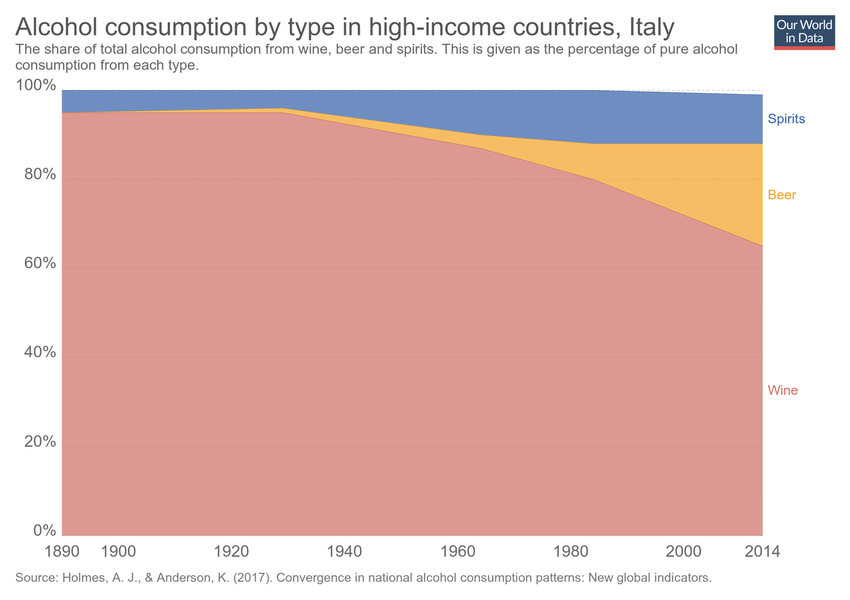 Alcohol consumption by type in high-income countries, Italy
Our World
in Data
The share of total alcohol consumption from wine, beer and spirits. This is given as the percentage of pure alcohol
consumption from each type.
100%
Spirits
80%
Beer
60%
40%
Wine
20%
0%
1890 1900 1920 1940 1960 1980 2000 2014
Source: Holmes, A. J., & Anderson, K. (2017). Convergence in national alcohol consumption patterns: New global indicators.